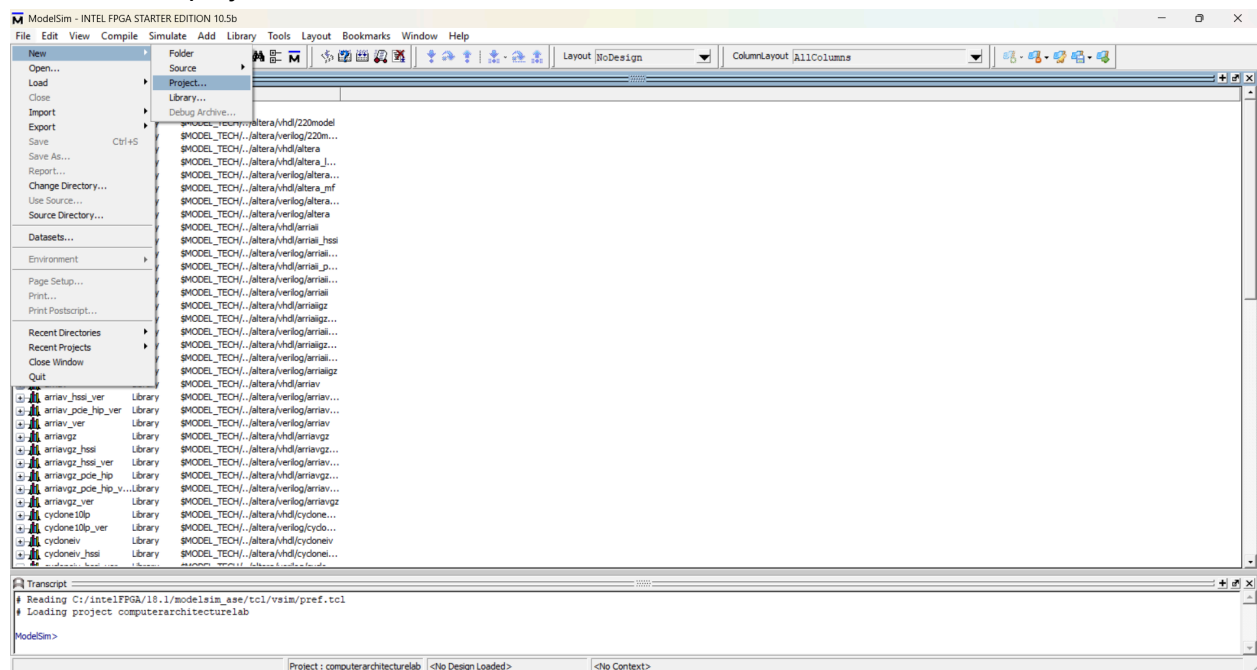 ModelSim - INTEL FPGA STARTER EDITION 10.5b
File Edit View Compile Simulate Add Library Tools Layout Bookmarks Window Help
Layout NoDesign ColumnLayout AllColumns
New
Open...
Load
Close
Import
Export
Save Ctrl+S
Save As...
Report...
Change Directory...
Use Source...
Source Directory...
Datasets...
Environment
Page Setup...
Print...
Print Postscript...
Recent Directories
Recent Projects
Close Window
Quit
Folder
Source
Project...
Library...
Debug Archive...
$MODEL_TECH/../altera/vhdl/220model
$MODEL_TECH/../altera/verilog/220m...
$MODEL_TECH/../altera/vhdl/altera
$MODEL_TECH/../altera/vhdl/altera_l...
$MODEL_TECH/../altera/verilog/altera...
$MODEL_TECH/../altera/vhdl/altera_mf
$MODEL_TECH/../altera/verilog/altera...
$MODEL_TECH/../altera/verilog/altera
$MODEL_TECH/../altera/vhdl/arriaii
$MODEL_TECH/../altera/vhdl/arriaii_hssi
$MODEL_TECH/../altera/verilog/arriaii...
$MODEL_TECH/../altera/vhdl/arriaii_p...
$MODEL_TECH/../altera/verilog/arriaii...
$MODEL_TECH/../altera/verilog/arriaii
$MODEL_TECH/../altera/vhdl/arriaiigz
$MODEL_TECH/../altera/vhdl/arriaiigz...
$MODEL_TECH/../altera/verilog/arriaii...
$MODEL_TECH/../altera/vhdl/arriaiigz...
$MODEL_TECH/../altera/verilog/arriaii...
$MODEL_TECH/../altera/verilog/arriaiigz
$MODEL_TECH/../altera/vhdl/arriav
arriav_hssi_ver Library $MODEL_TECH/../altera/verilog/arriav...
arriav_pcie_hip_ver Library $MODEL_TECH/../altera/verilog/arriav...
arriav_ver Library $MODEL_TECH/../altera/verilog/arriav
arriavgz Library $MODEL_TECH/../altera/vhdl/arriavgz
arriavgz_hssi Library $MODEL_TECH/../altera/vhdl/arriavgz...
arriavgz_hssi_ver Library $MODEL_TECH/../altera/verilog/arriav...
arriavgz_pcie_hip Library $MODEL_TECH/../altera/vhdl/arriavgz...
arriavgz_pcie_hip_v... Library $MODEL_TECH/../altera/verilog/arriav...
arriavgz_ver Library $MODEL_TECH/../altera/verilog/arriavgz
cyclone10lp Library $MODEL_TECH/../altera/vhdl/cyclone...
cyclone10lp_ver Library $MODEL_TECH/../altera/verilog/cyclo...
cycloneiv Library $MODEL_TECH/../altera/vhdl/cycloneiv
cycloneiv_hssi Library $MODEL_TECH/../altera/vhdl/cyclonei...
Transcript
# Reading C:/intelFPGA/18.1/modelsim_ase/tcl/vsim/pref.tcl
# Loading project computerarchitecturelab
ModelSim>
Project : computerarchitecturelab <No Design Loaded> <No Context>